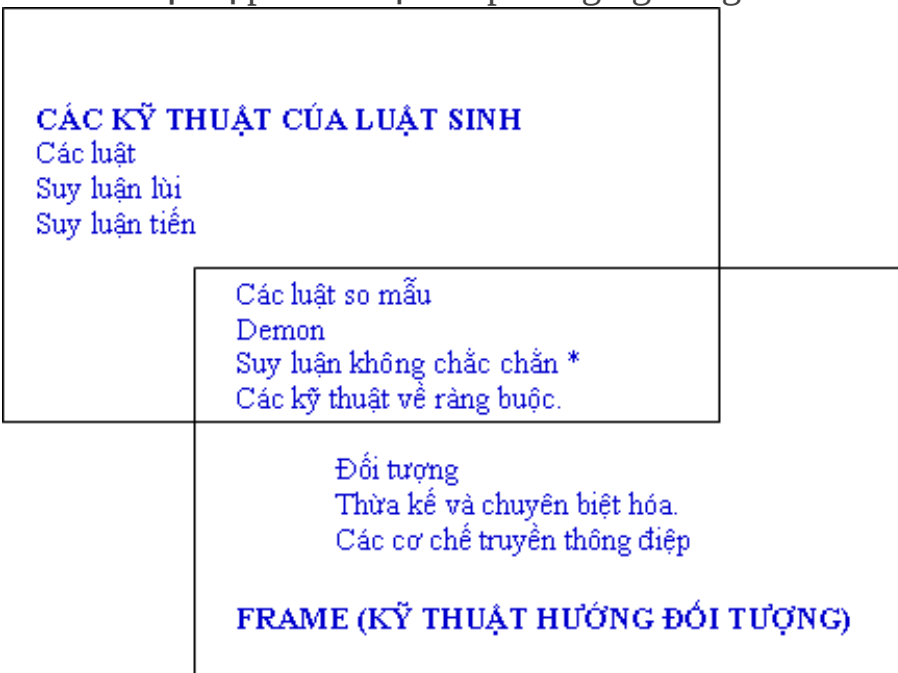 CÁC KỸ THUẬT CỦA LUẬT SINH
Các luật
Suy luận lùi
Suy luận tiến
Các luật so mẫu
Demon
Suy luận không chắc chắn *
Các kỹ thuật về ràng buộc.
Đối tượng
Thừa kế và chuyên biệt hóa.
Các cơ chế truyền thông điệp
FRAME (KỸ THUẬT HƯỚNG ĐỐI TƯỢNG)